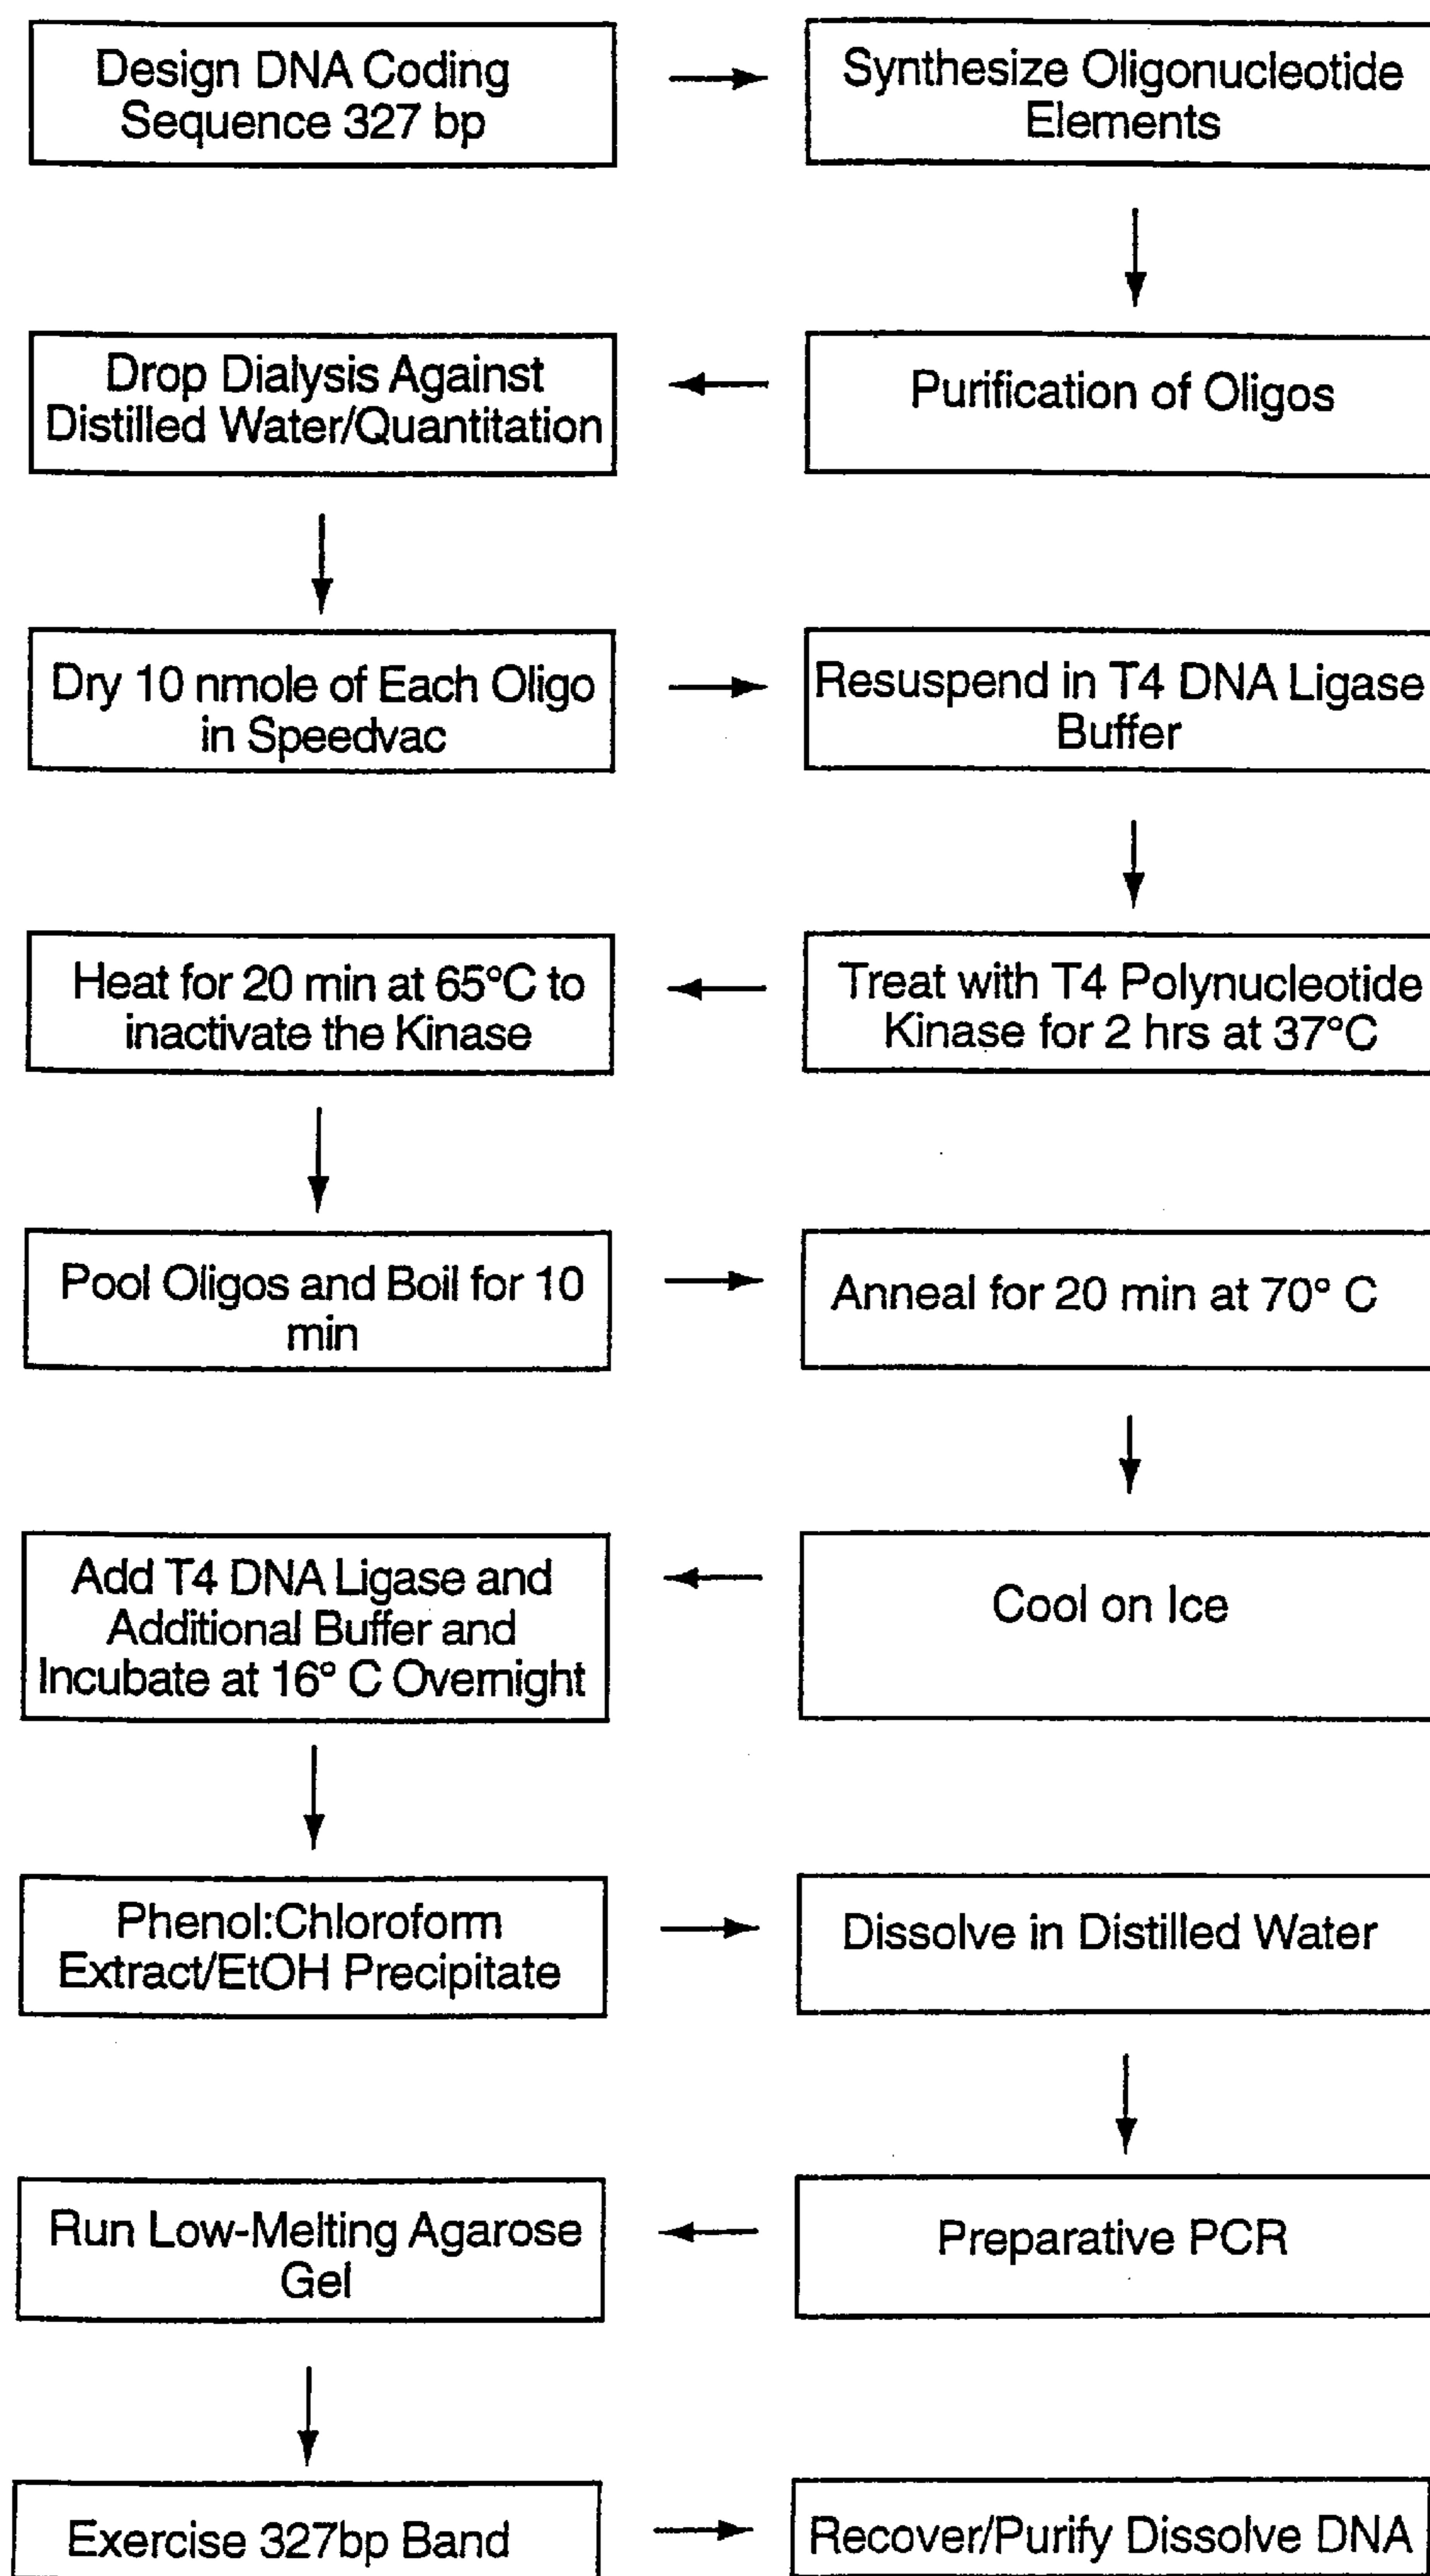 Design DNA Coding
Sequence 327 bp
Synthesize Oligonucleotide
Elements
Purification of Oligos
Drop Dialysis Against
Distilled Water/Quantitation
Dry 10 nmole of Each Oligo
in Speedvac
Resuspend in T4 DNA Ligase
Buffer
Treat with T4 Polynucleotide
Kinase for 2 hrs at 37°C
Heat for 20 min at 65°C to
inactivate the Kinase
Pool Oligos and Boil for 10
min
Anneal for 20 min at 70° C
Cool on Ice
Add T4 DNA Ligase and
Additional Buffer and
Incubate at 16° C Overnight
Phenol:Chloroform
Extract/EtOH Precipitate
Dissolve in Distilled Water
Preparative PCR
Run Low-Melting Agarose
Gel
Exercise 327bp Band
Recover/Purify Dissolve DNA